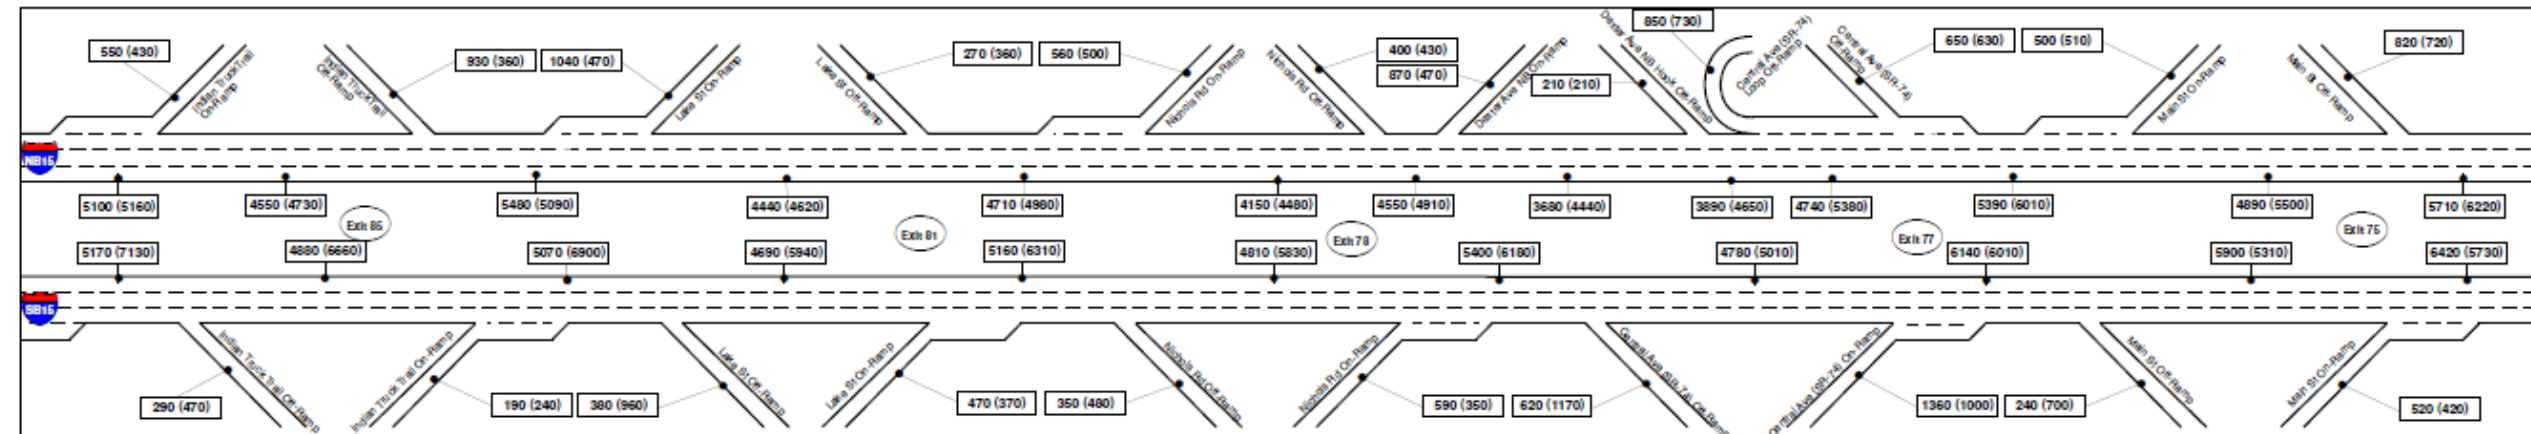 550 (430)
Indian Truck Trail
On-Ramp
Indian Truck Trail
Off-Ramp
930 (360)
1040 (470)
Lake St On-Ramp
Lake St Off-Ramp
270 (360)
560 (500)
Nichols Rd On-Ramp
Nichols Rd Off-Ramp
400 (430)
870 (470)
Dexter Ave NB On-Ramp
210 (210)
Dexter Ave NB Hook Off-Ramp
850 (730)
Central Ave (SR-74)
Loop Off-Ramp
Central Ave (SR-74)
Off-Ramp
650 (630)
500 (510)
Main St On-Ramp
Main St Off-Ramp
820 (720)
NB15
5100 (5160)
4550 (4730)
5480 (5090)
4440 (4620)
4710 (4980)
4150 (4480)
4550 (4910)
3680 (4440)
3890 (4650)
4740 (5380)
5390 (6010)
4890 (5500)
5710 (6220)
Exit 85
Exit 81
Exit 78
Exit 77
Exit 75
5170 (7130)
4880 (6660)
5070 (6900)
4690 (5940)
5160 (6310)
4810 (5830)
5400 (6180)
4780 (5010)
6140 (6010)
5900 (5310)
6420 (5730)
SB15
290 (470)
Indian Truck Trail Off-Ramp
Indian Truck Trail On-Ramp
190 (240)
380 (960)
Lake St Off-Ramp
Lake St On-Ramp
470 (370)
350 (480)
Nichols Rd Off-Ramp
Nichols Rd On-Ramp
590 (350)
620 (1170)
Central Ave (SR-74) Off-Ramp
Central Ave (SR-74) On-Ramp
1360 (1000)
240 (700)
Main St Off-Ramp
Main St On-Ramp
520 (420)